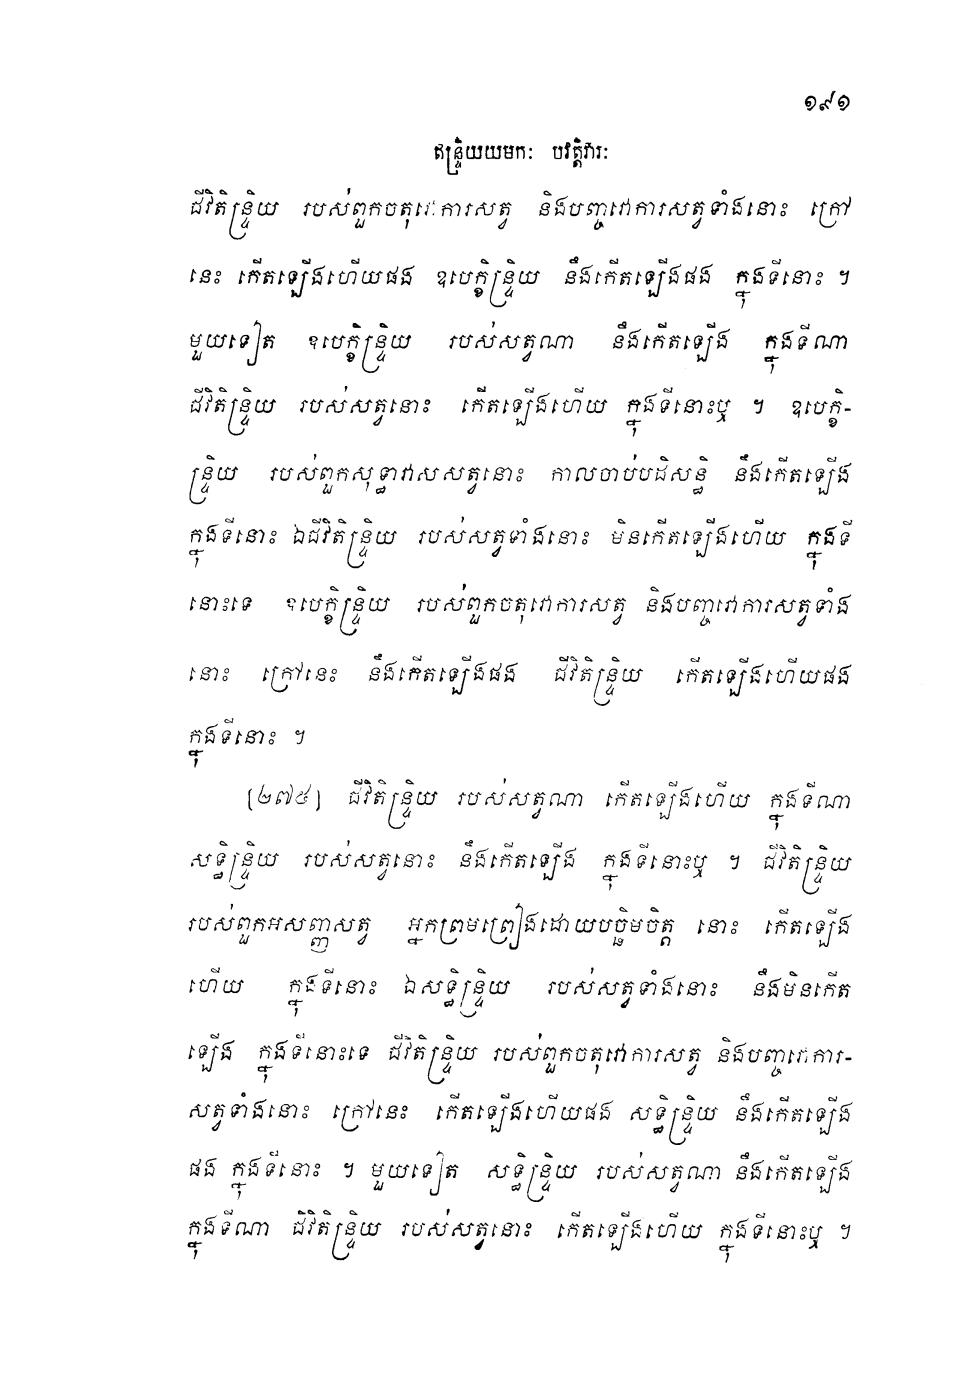 ១៩១
ឥន្ទ្រិយយមកៈ បវត្តិវារៈ
ជីវិតិន្ទ្រិយ របស់ពួកចតុវោការសត្វ និងបញ្ចវោការសត្វទាំងនោះ ក្រៅ
នេះ កើតឡើងហើយផង ឧបេក្ខិន្ទ្រិយ នឹងកើតឡើងផង ក្នុងទីនោះ ។
មួយទៀត ឧបេក្ខិន្ទ្រិយ របស់សត្វណា នឹងកើតឡើង ក្នុងទីណា
ជីវិតិន្ទ្រិយ របស់សត្វនោះ កើតឡើងហើយ ក្នុងទីនោះឬ ។ ឧបេក្ខិ-
ន្ទ្រិយ របស់ពួកសុទ្ធាវាសសត្វនោះ កាលចាប់បដិសន្ធិ នឹងកើតឡើង
ក្នុងទីនោះ ឯជីវិតិន្ទ្រិយ របស់សត្វទាំងនោះ មិនកើតឡើងហើយ ក្នុងទី
នោះទេ ឧបេក្ខិន្ទ្រិយ របស់ពួកចតុវោការសត្វ និងបញ្ចវោការសត្វទាំង
នោះ ក្រៅនេះ នឹងកើតឡើងផង ជីវិតិន្ទ្រិយ កើតឡើងហើយផង
ក្នុងទីនោះ ។
(២៧៥) ជីវិតិន្ទ្រិយ របស់សត្វណា កើតឡើងហើយ ក្នុងទីណា
សទ្ធិន្ទ្រិយ របស់សត្វនោះ នឹងកើតឡើង ក្នុងទីនោះឬ ។ ជីវិតិន្ទ្រិយ
របស់ពួកអសញ្ញសត្វ អ្នកព្រមព្រៀងដោយបច្ឆិមចិត្ត នោះ កើតឡើង
ហើយ ក្នុងទីនោះ ឯសទ្ធិន្ទ្រិយ របស់សត្វទាំងនោះ នឹងមិនកើត
ឡើង ក្នុងទីនោះទេ ជីវិតិន្ទ្រិយ របស់ពួកចតុវោការសត្វ និងបញ្ចវោការ-
សត្វទាំងនោះ ក្រៅនេះ កើតឡើងហើយផង សទ្ធិន្ទ្រិយ នឹងកើតឡើង
ផង ក្នុងទីនោះ ។ មួយទៀត សទ្ធិន្ទ្រិយ របស់សត្វណា នឹងកើតឡើង
ក្នុងទីណា ជីវិតិន្ទ្រិយ របស់សត្វនោះ កើតឡើងហើយ ក្នុងទីនោះឬ ។